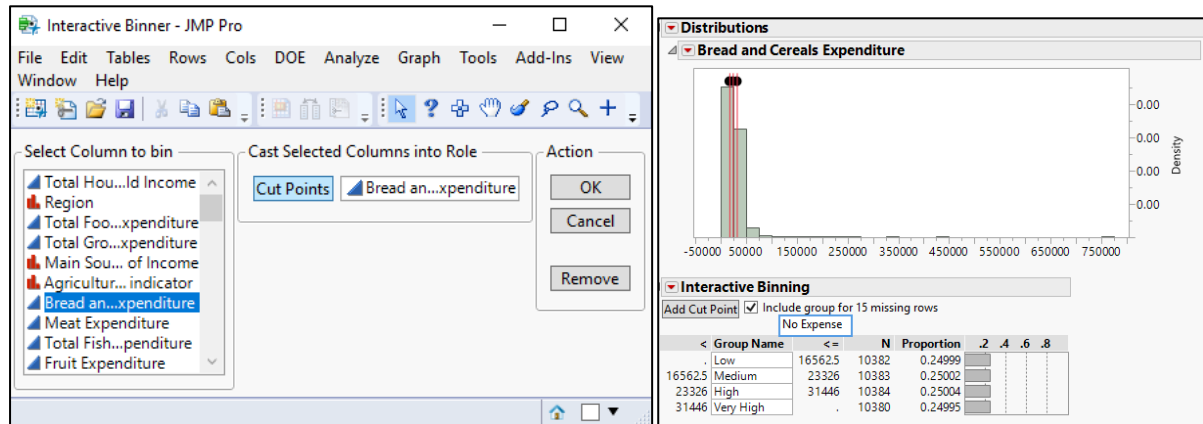 Interactive Binner - JMP Pro
File Edit Tables Rows Cols DOE Analyze Graph Tools Add-Ins View
Window Help
Select Column to bin
Total Hou...ld Income
Region
Total Foo...xpenditure
Total Gro...xpenditure
Main Sou... of Income
Agricultur... indicator
Bread an...xpenditure
Meat Expenditure
Total Fish...penditure
Fruit Expenditure
Cast Selected Columns into Role
Cut Points Bread an...xpenditure
Action
OK
Cancel
Remove
Distributions
Bread and Cereals Expenditure
0.00
0.00
0.00
0.00
Density
-50000 50000 150000 250000 350000 450000 550000 650000 750000
Interactive Binning
Add Cut Point Include group for 15 missing rows
No Expense
< Group Name <= N Proportion .2 .4 .6 .8
. Low 16562.5 10382 0.24999
16562.5 Medium 23326 10383 0.25002
23326 High 31446 10384 0.25004
31446 Very High . 10380 0.24995